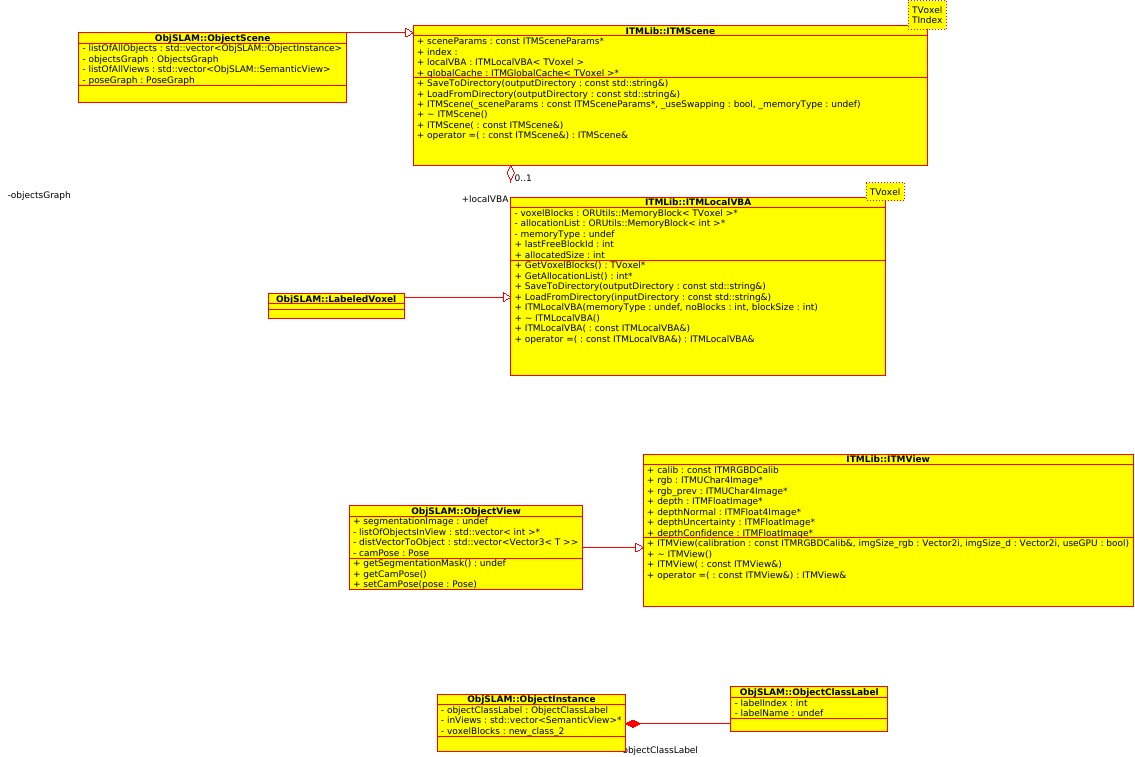 TVoxel
TIndex
ObjSLAM::ObjectScene
- listOfAllObjects : std::vector<ObjSLAM::ObjectInstance>
- objectsGraph : ObjectsGraph
- listOfAllViews : std::vector<ObjSLAM::SemanticView>
- poseGraph : PoseGraph
ITMLib::ITMScene
+ sceneParams : const ITMSceneParams*
+ index :
+ localVBA : ITMLocalVBA< TVoxel >
+ globalCache : ITMGlobalCache< TVoxel >*
+ SaveToDirectory(outputDirectory : const std::string&)
+ LoadFromDirectory(outputDirectory : const std::string&)
+ ITMScene(_sceneParams : const ITMSceneParams*, _useSwapping : bool, _memoryType : undef)
+ ~ ITMScene()
+ ITMScene( : const ITMScene&)
+ operator =( : const ITMScene&) : ITMScene&
0..1
-objectsGraph
+localVBA
TVoxel
ITMLib::ITMLocalVBA
- voxelBlocks : ORUtils::MemoryBlock< TVoxel >*
- allocationList : ORUtils::MemoryBlock< int >*
- memoryType : undef
+ lastFreeBlockId : int
+ allocatedSize : int
+ GetVoxelBlocks() : TVoxel*
+ GetAllocationList() : int*
+ SaveToDirectory(outputDirectory : const std::string&)
+ LoadFromDirectory(inputDirectory : const std::string&)
+ ITMLocalVBA(memoryType : undef, noBlocks : int, blockSize : int)
+ ~ ITMLocalVBA()
+ ITMLocalVBA( : const ITMLocalVBA&)
+ operator =( : const ITMLocalVBA&) : ITMLocalVBA&
ObjSLAM::LabeledVoxel
ITMLib::ITMView
+ calib : const ITMRGBDCalib
+ rgb : ITMUChar4Image*
+ rgb_prev : ITMUChar4Image*
+ depth : ITMFloatImage*
+ depthNormal : ITMFloat4Image*
+ depthUncertainty : ITMFloatImage*
+ depthConfidence : ITMFloatImage*
+ ITMView(calibration : const ITMRGBDCalib&, imgSize_rgb : Vector2i, imgSize_d : Vector2i, useGPU : bool)
+ ~ ITMView()
+ ITMView( : const ITMView&)
+ operator =( : const ITMView&) : ITMView&
ObjSLAM::ObjectView
+ segmentationImage : undef
- listOfObjectsInView : std::vector< int >*
- distVectorToObject : std::vector<Vector3< T >>
- camPose : Pose
+ getSegmentationMask() : undef
+ getCamPose()
+ setCamPose(pose : Pose)
ObjSLAM::ObjectInstance
- objectClassLabel : ObjectClassLabel
- inViews : std::vector<SemanticView>*
- voxelBlocks : new_class_2
ObjSLAM::ObjectClassLabel
- labelIndex : int
- labelName : undef
objectClassLabel